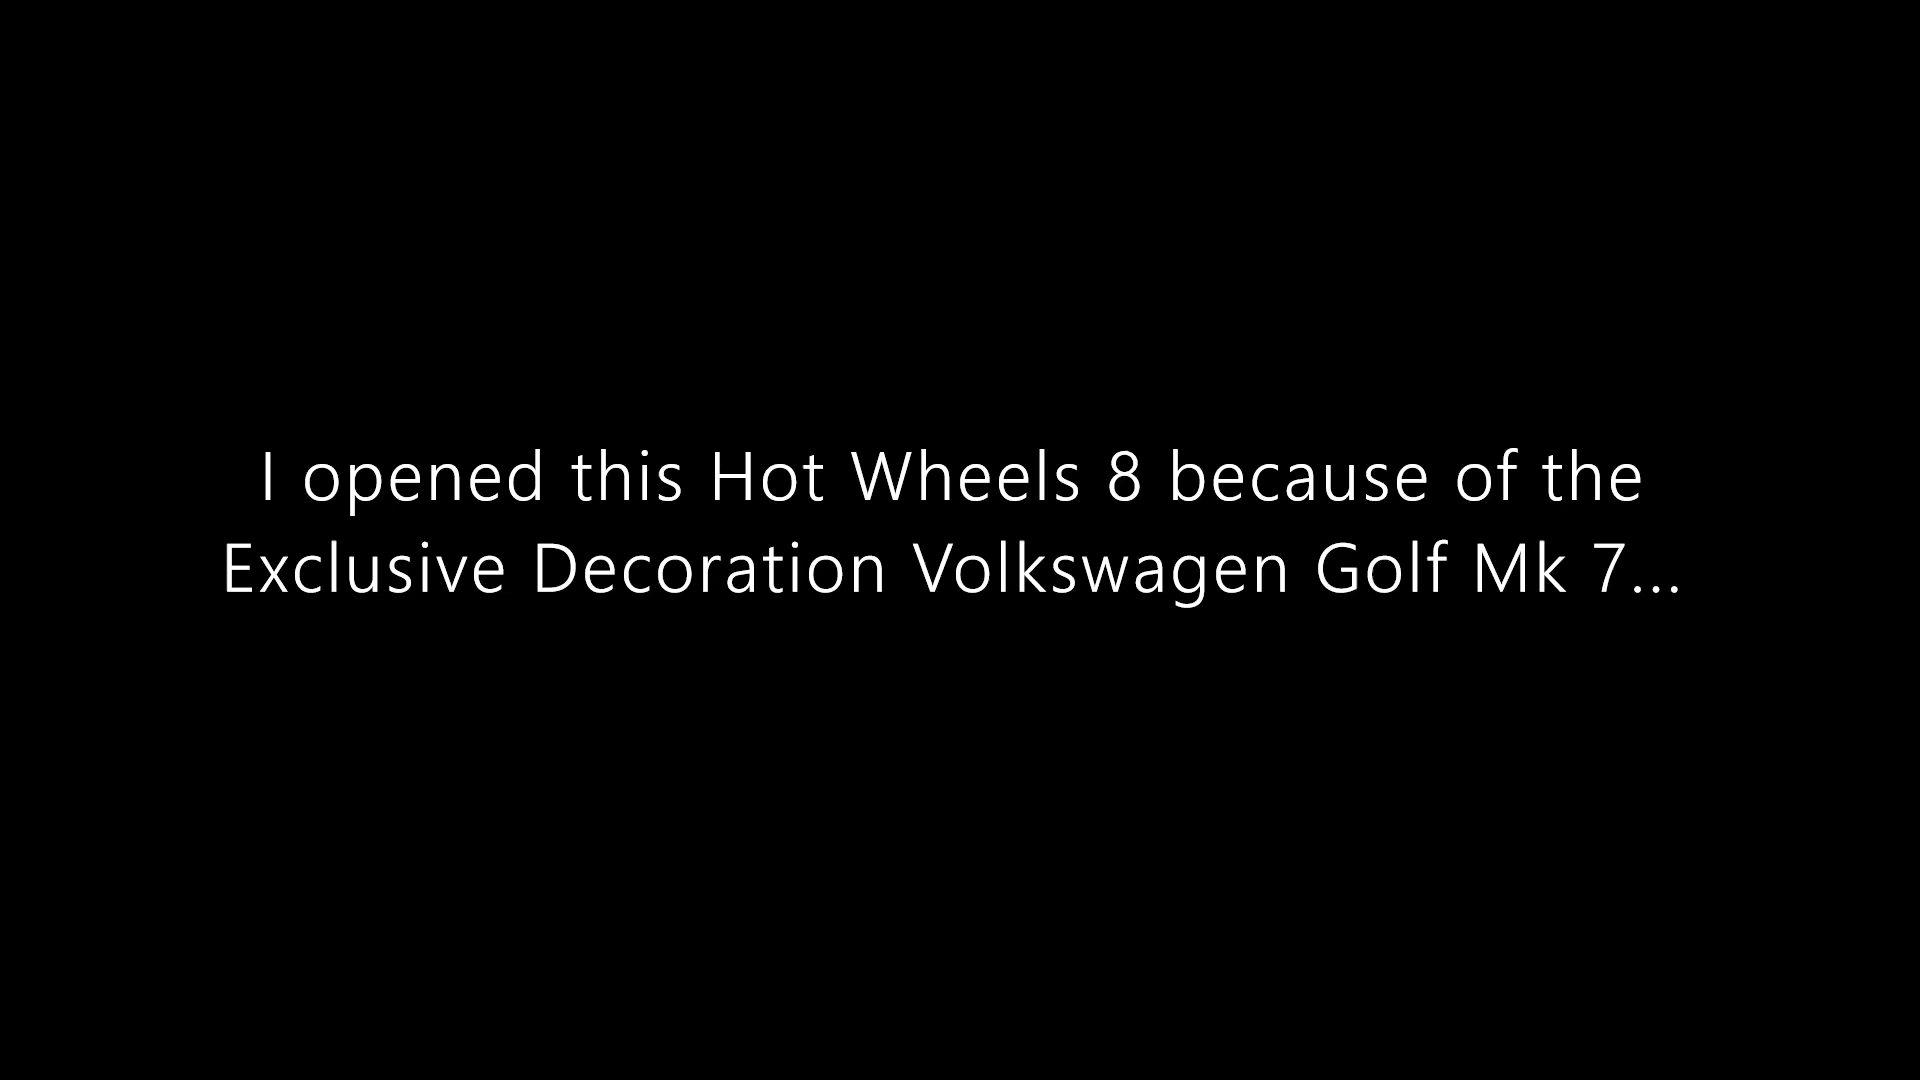 I opened this Hot Wheels 8 because of the
Exclusive Decoration Volkswagen Golf Mk 7...